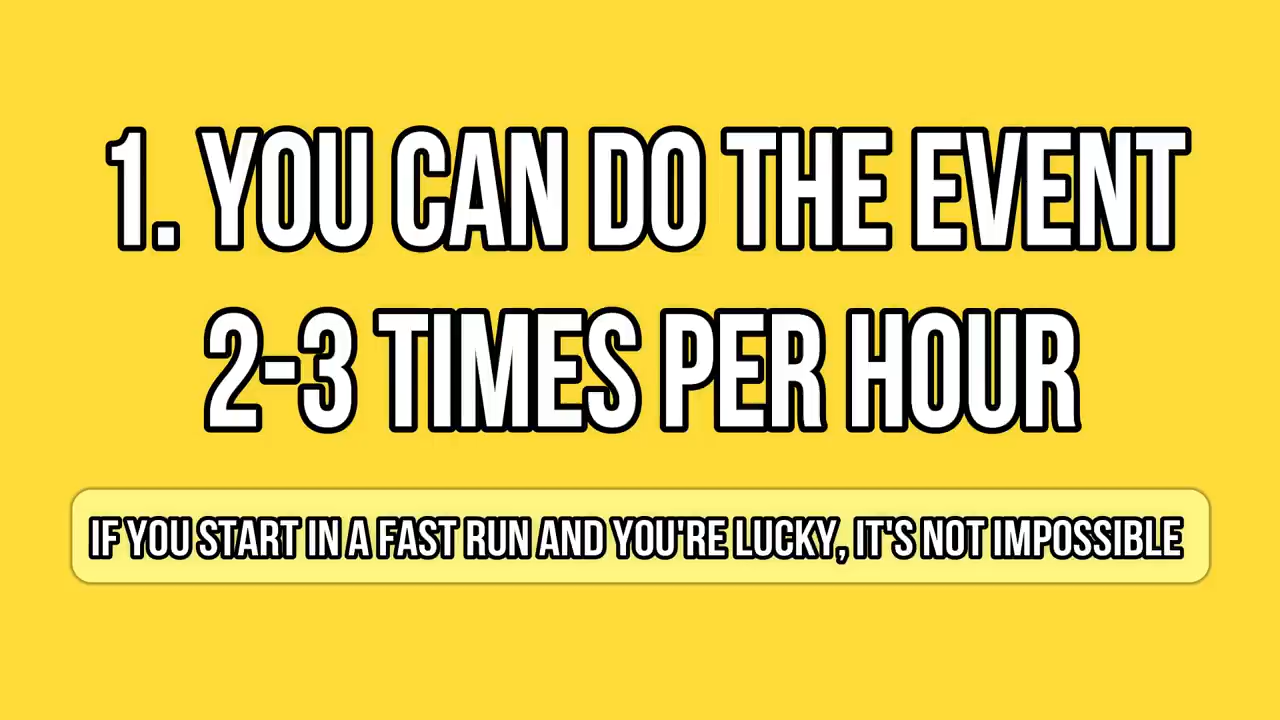 1. YOU CAN DO THE EVENT
2-3 TIMES PER HOUR
IF YOU START IN A FAST RUN AND YOU'RE LUCKY, IT'S NOT IMPOSSIBLE